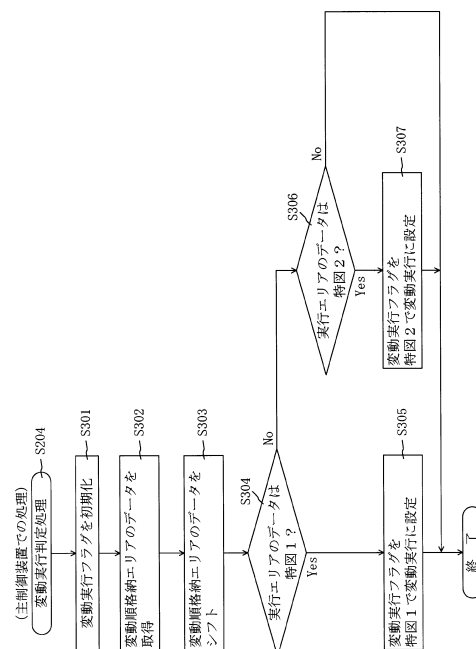 (主制御装置での処理)
変動実行判定処理
S204
変動実行フラグを初期化
S301
変動順格納エリアのデータを
取得
S302
変動順格納エリアのデータを
シフト
S303
実行エリアのデータは
特図1?
S304
No
Yes
変動実行フラグを
特図1で変動実行に設定
S305
実行エリアのデータは
特図2?
S306
No
Yes
変動実行フラグを
特図2で変動実行に設定
S307
終 了